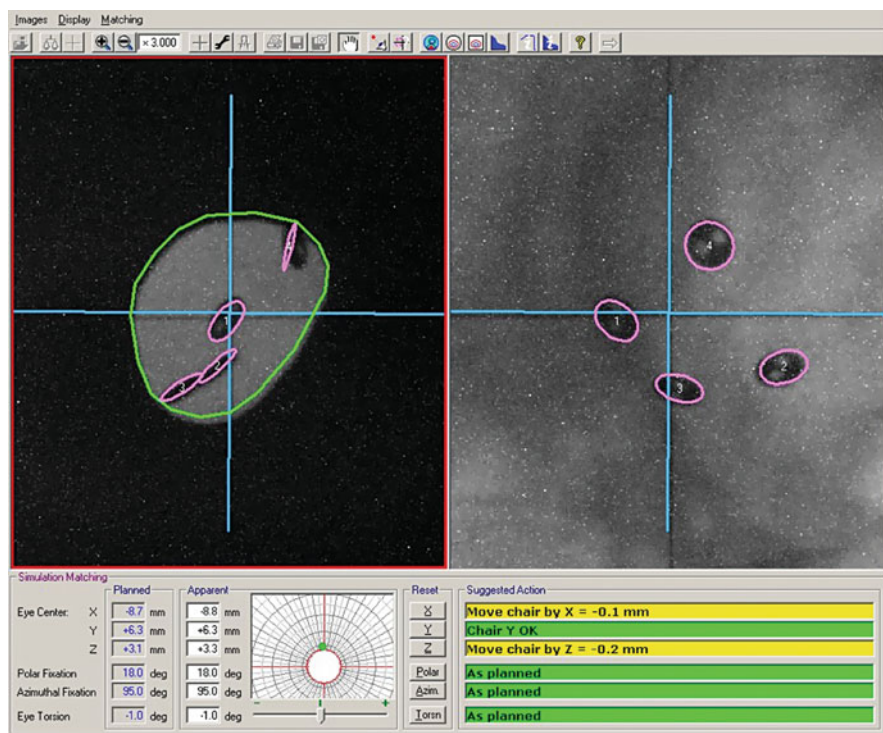 Images Display Matching
× 3.000
1
2
3
4
1
2
3
Simulation Matching
Planned Apparent Reset Suggested Action
Eye Center: X -8.7 mm -8.8 mm X Move chair by X = -0.1 mm
Y +6.3 mm +6.3 mm Y Chair Y OK
Z +3.1 mm +3.3 mm Z Move chair by Z = -0.2 mm
Polar Fixation 18.0 deg 18.0 deg Polar As planned
Azimuthal Fixation 95.0 deg 95.0 deg Azim. As planned
- +
Eye Torsion -1.0 deg -1.0 deg Torsn As planned